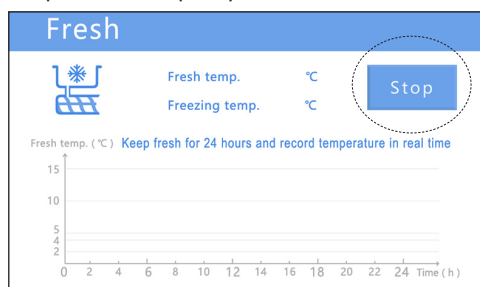 Fresh
Fresh temp. ℃
Stop
Freezing temp. ℃
Fresh temp. ( ℃ ) Keep fresh for 24 hours and record temperature in real time
15
10
5
4
2
0 2 4 6 8 10 12 14 16 18 20 22 24 Time ( h )